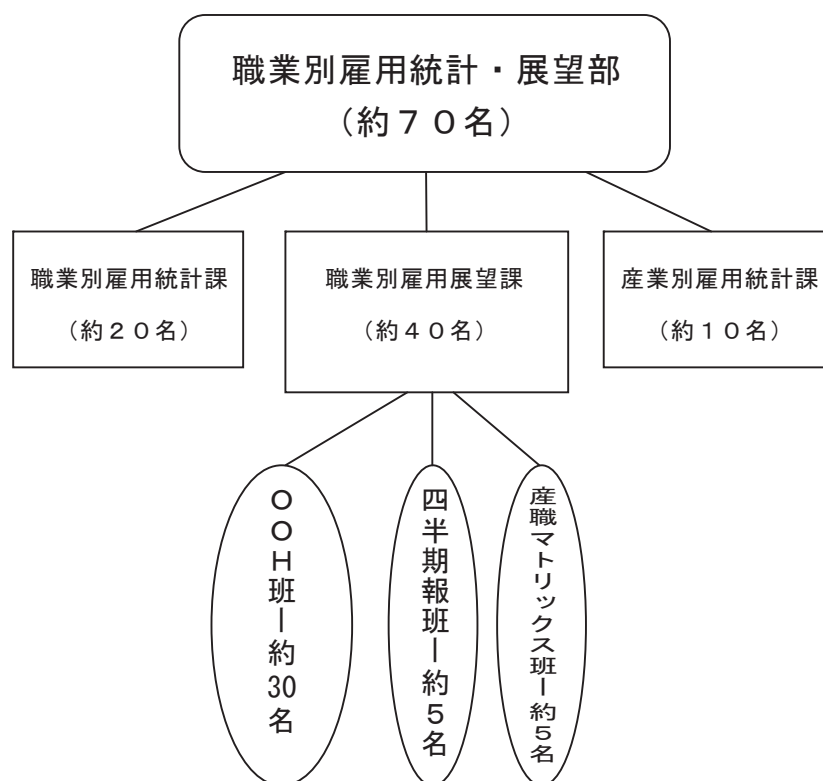 職業別雇用統計・展望部
（約７０名）
職業別雇用統計課
（約２０名）
職業別雇用展望課
（約４０名）
産業別雇用統計課
（約１０名）
ＯＯＨ班ー約30名
四半期報班ー約５名
産職マトリックス班ー約５名